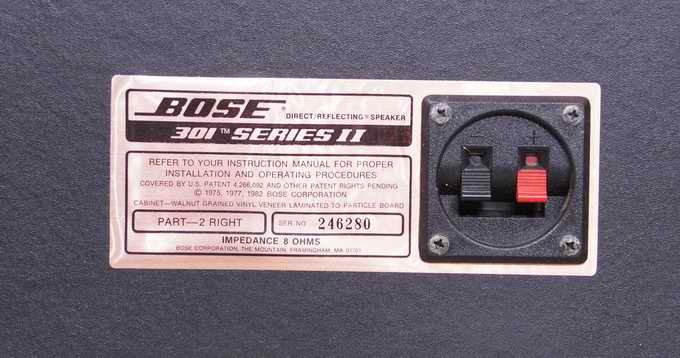 BOSE DIRECT/REFLECTING® SPEAKER
301™ SERIES II
REFER TO YOUR INSTRUCTION MANUAL FOR PROPER
INSTALLATION AND OPERATING PROCEDURES
COVERED BY U.S. PATENT 4,266,092 AND OTHER PATENT RIGHTS PENDING
© 1975, 1977, 1982 BOSE CORPORATION
CABINET—WALNUT GRAINED VINYL VENEER LAMINATED TO PARTICLE BOARD
PART—2 RIGHT SER. NO. 246280
IMPEDANCE 8 OHMS
BOSE CORPORATION, THE MOUNTAIN, FRAMINGHAM, MA 01701
+